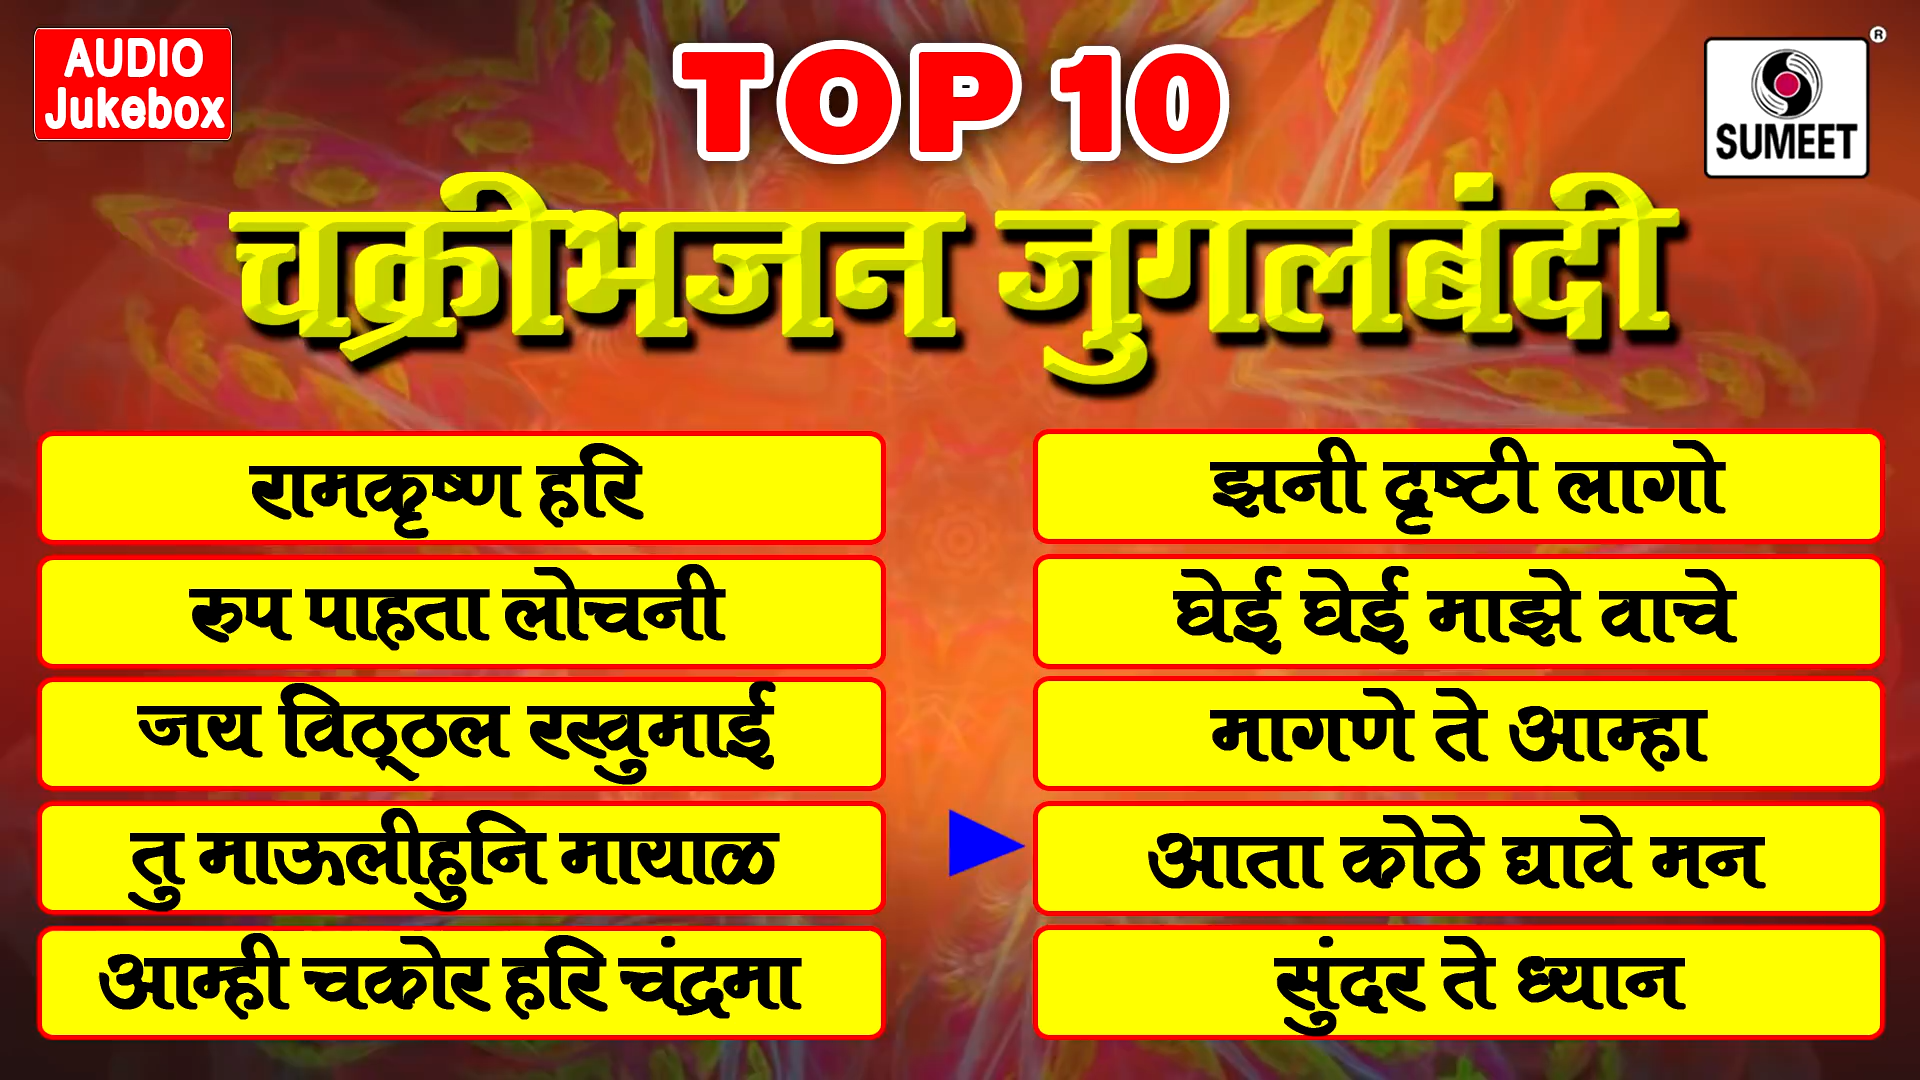 AUDIO
Jukebox
TOP 10
®
SUMEET
चक्रीभजन जुगलबंदी
रामकृष्ण हरि
रुप पाहता लोचनी
जय विठ्ठल रखुमाई
तु माऊलीहुनि मायाळ
आम्ही चकोर हरि चंद्रमा
झनी दृष्टी लागो
घेई घेई माझे वाचे
मागणे ते आम्हा
आता कोठे द्यावे मन
सुंदर ते ध्यान